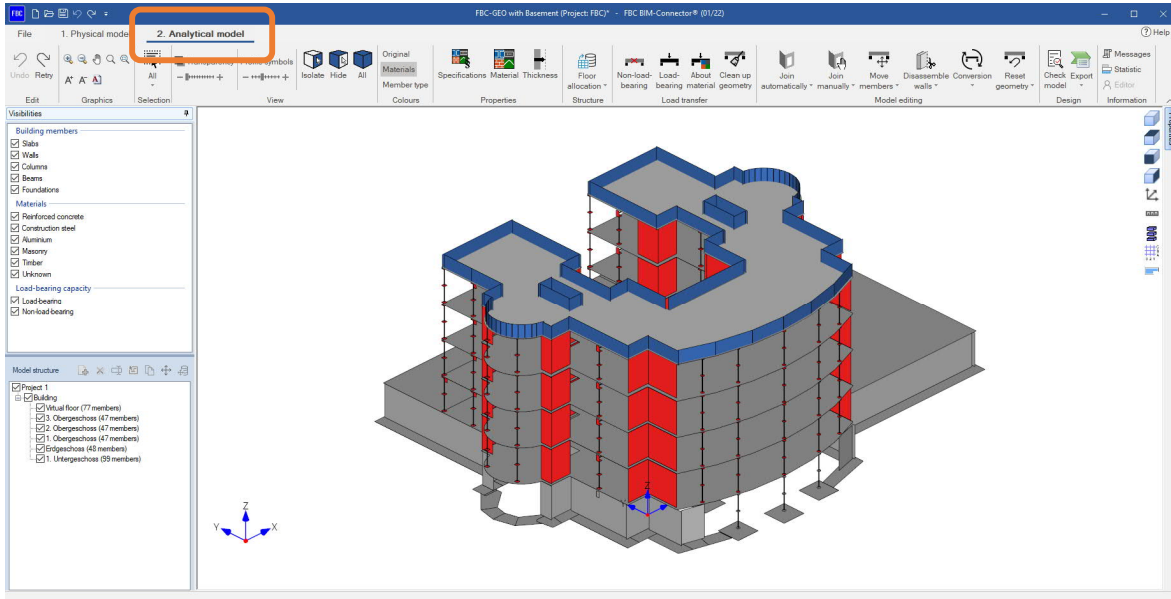 FBC
FBC-GEO with Basement (Project: FBC)* - FBC BIM-Connector® (01/22)
File 1. Physical mode 2. Analytical model Help
Undo Retry
Edit
Graphics
All
Selection
symbols
Isolate Hide All
View
Original
Materials
Member type
Colours
Specifications Material Thickness
Properties
Floor allocation
Structure
Non-load-bearing Load-bearing About material Clean up geometry
Load transfer
Join automatically Join manually Move members Disassemble walls Conversion Reset geometry
Model editing
Check model Export
Design
Messages
Statistic
Editor
Information
Visibilities
Building members
Slabs
Walls
Columns
Beams
Foundations
Materials
Reinforced concrete
Construction steel
Aluminium
Masonry
Timber
Unknown
Load-bearing capacity
Load-bearing
Non-load-bearing
Model structure
Project 1
Building
Virtual floor (77 members)
3. Obergeschoss (47 members)
2. Obergeschoss (47 members)
1. Obergeschoss (47 members)
Erdgeschoss (48 members)
1. Untergeschoss (99 members)
Z
Y X
Z
Y